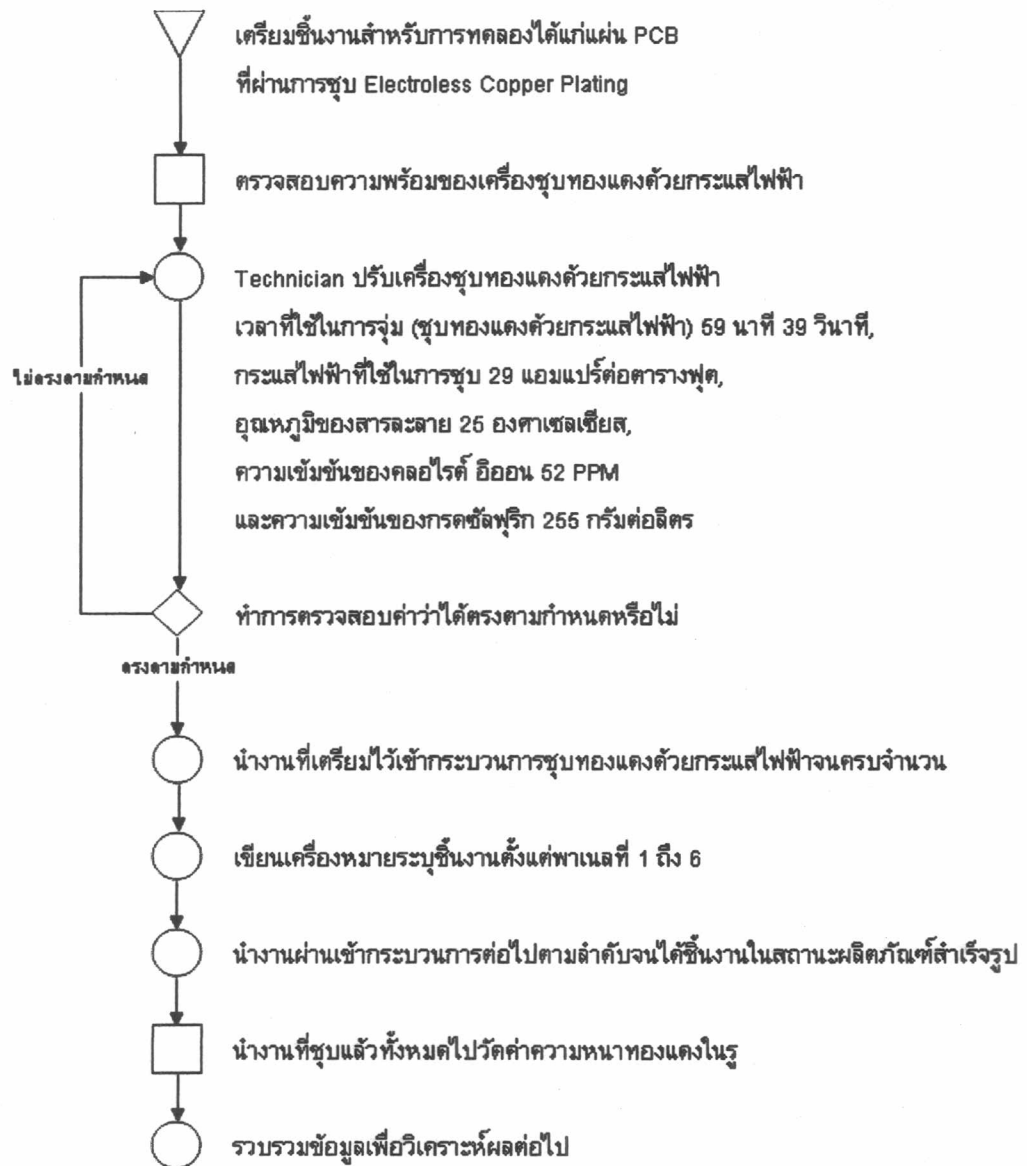 เตรียมชิ้นงานสำหรับการทดลองได้แก่แผ่น PCB
ที่ผ่านการชุบ Electroless Copper Plating
ตรวจสอบความพร้อมของเครื่องชุบทองแดงด้วยกระแสไฟฟ้า
Technician ปรับเครื่องชุบทองแดงด้วยกระแสไฟฟ้า
เวลาที่ใช้ในการจุ่ม (ชุบทองแดงด้วยกระแสไฟฟ้า) 59 นาที 39 วินาที,
ไม่ตรงตามกำหนด
กระแสไฟฟ้าที่ใช้ในการชุบ 29 แอมแปร์ต่อตารางฟุต,
อุณหภูมิของสารละลาย 25 องศาเซลเซียส,
ความเข้มข้นของคลอไรด์ อิออน 52 PPM
และความเข้มข้นของกรดซัลฟุริก 255 กรัมต่อลิตร
ทำการตรวจสอบค่าว่าได้ตรงตามกำหนดหรือไม่
ตรงตามกำหนด
นำงานที่เตรียมไว้เข้ากระบวนการชุบทองแดงด้วยกระแสไฟฟ้าจนครบจำนวน
เขียนเครื่องหมายระบุชิ้นงานตั้งแต่พาเนลที่ 1 ถึง 6
นำงานผ่านเข้ากระบวนการต่อไปตามลำดับจนได้ชิ้นงานในสถานะผลิตภัณฑ์สำเร็จรูป
นำงานที่ชุบแล้วทั้งหมดไปวัดค่าความหนาทองแดงในรู
รวบรวมข้อมูลเพื่อวิเคราะห์ผลต่อไป